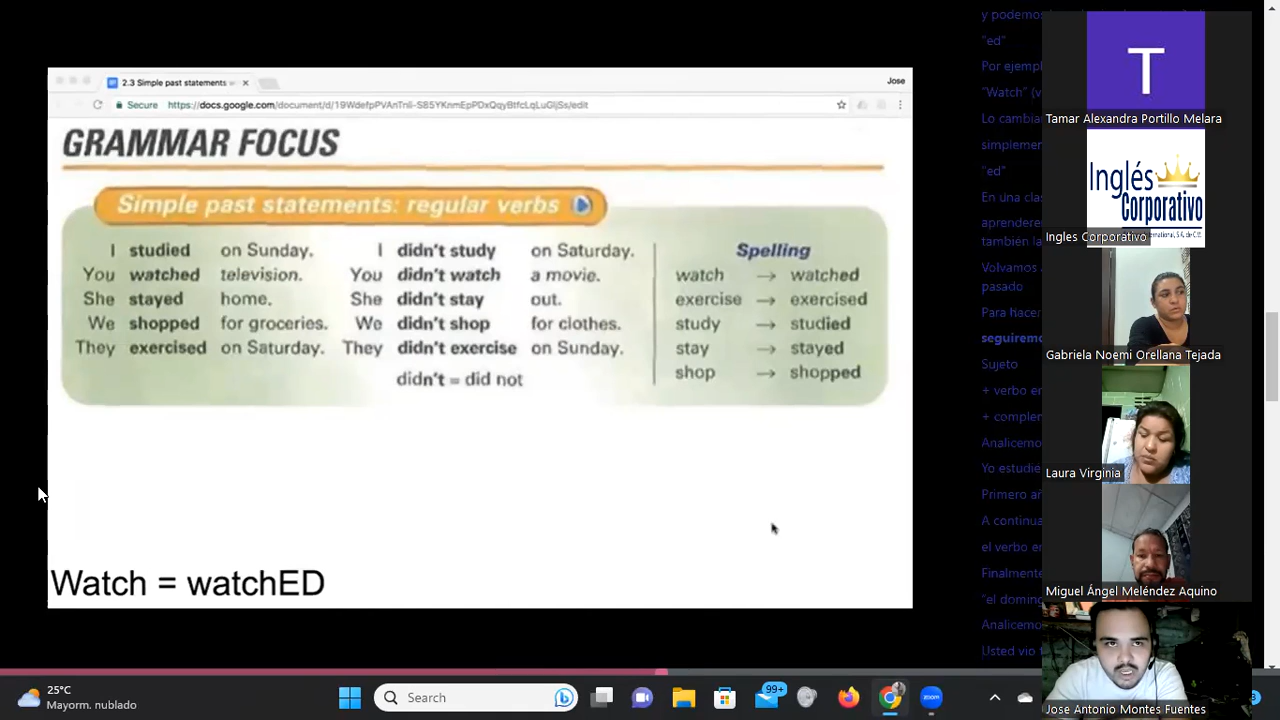 2.3 Simple past statements
Jose
Secure https://docs.google.com/document/d/19WdefpPVAnTnli-S85YKnmEpPDxQqyBtfcLqLuGljSs/edit
GRAMMAR FOCUS
Simple past statements: regular verbs
I studied on Sunday. I didn't study on Saturday. Spelling
You watched television. You didn't watch a movie. watch → watched
She stayed home. She didn't stay out. exercise → exercised
We shopped for groceries. We didn't shop for clothes. study → studied
They exercised on Saturday. They didn't exercise on Sunday. stay → stayed
didn't = did not shop → shopped
Watch = watchED
y podemos
"ed"
Por ejempl
"Watch" (v
Lo cambia
simplemen
"ed"
En una clas
aprendere
también la
Volvamos
pasado
Para hacer
seguiremo
Sujeto
+ verbo en
+ complen
Analicemo
Yo estudie
Primero añ
A continua
el verbo en
Finalmente
"el doming
Analicemo
Usted vio t
T
Tamar Alexandra Portillo Melara
Inglés
Corporativo
Ingles Corporativo
Gabriela Noemi Orellana Tejada
Laura Virginia
Miguel Ángel Meléndez Aquino
Jose Antonio Montes Fuentes
25°C
Mayorm. nublado
Search
99+
zoom